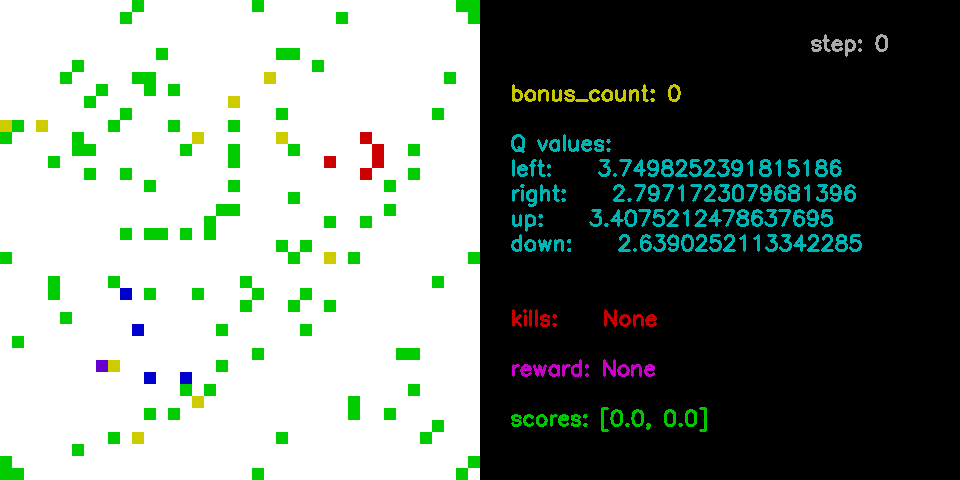 step: 0
bonus_count: 0
Q values:
left: 3.7498252391815186
right: 2.7971723079681396
up: 3.4075212478637695
down: 2.6390252113342285
kills: None
reward: None
scores: [0.0, 0.0]